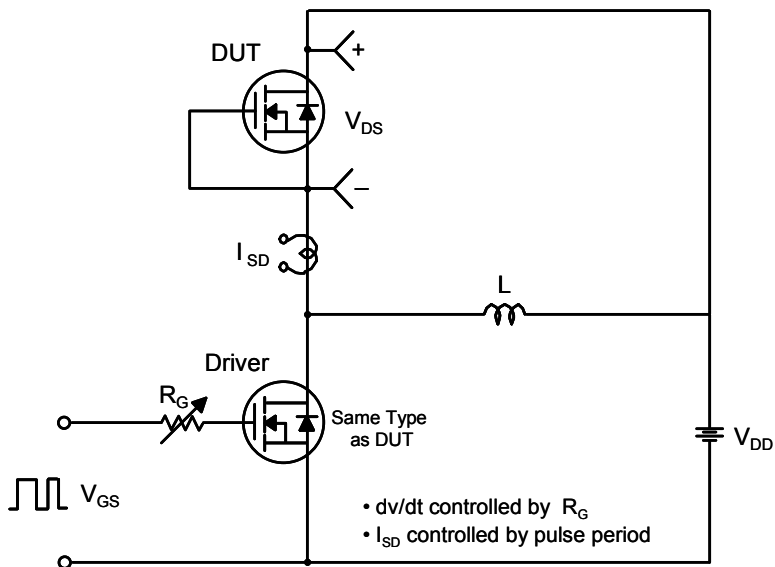 DUT
+
V_DS
−
I_SD
L
Driver
R_G
Same Type
as DUT
V_DD
V_GS
• dv/dt controlled by R_G
• I_SD controlled by pulse period